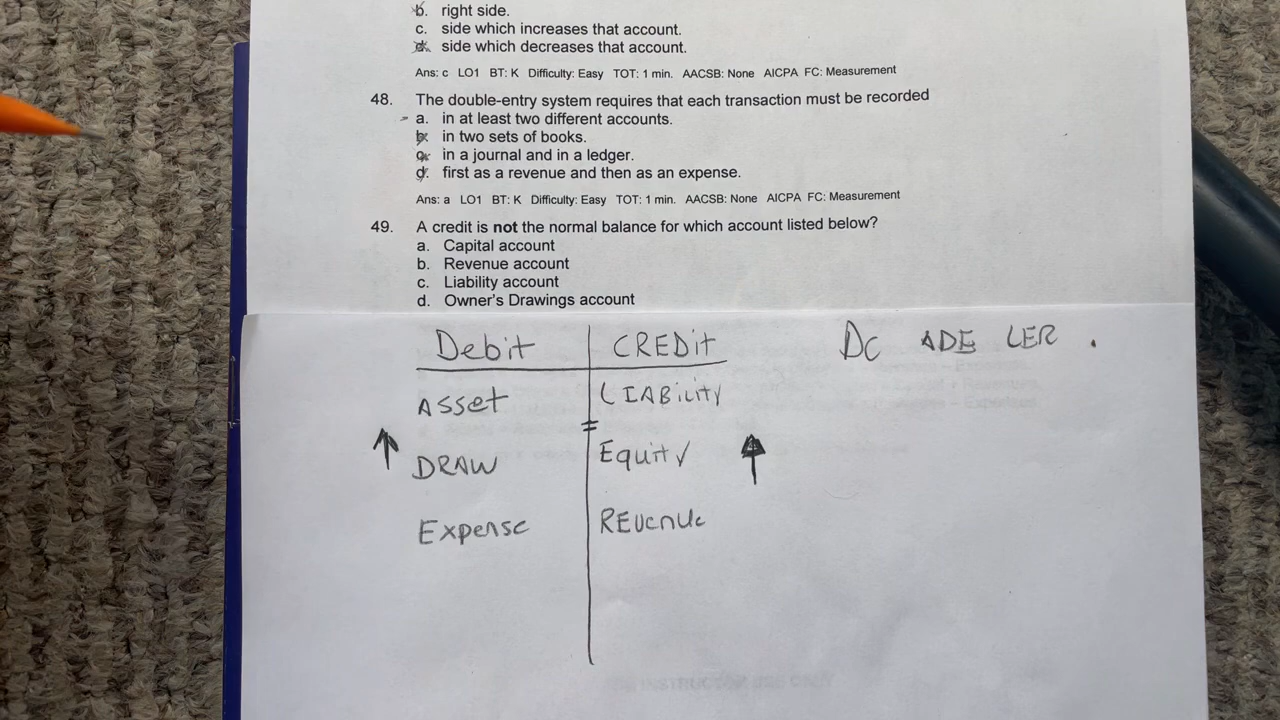 b. right side.
c. side which increases that account.
d. side which decreases that account.
Ans: c LO1 BT: K Difficulty: Easy TOT: 1 min. AACSB: None AICPA FC: Measurement
48. The double-entry system requires that each transaction must be recorded
a. in at least two different accounts.
b. in two sets of books.
c. in a journal and in a ledger.
d. first as a revenue and then as an expense.
Ans: a LO1 BT: K Difficulty: Easy TOT: 1 min. AACSB: None AICPA FC: Measurement
49. A credit is not the normal balance for which account listed below?
a. Capital account
b. Revenue account
c. Liability account
d. Owner's Drawings account
Debit CREDit DC ADE LER .
ASSet LIABility
DRAW Equity
Expense REvenue
INSTRUCTOR USE ONLY